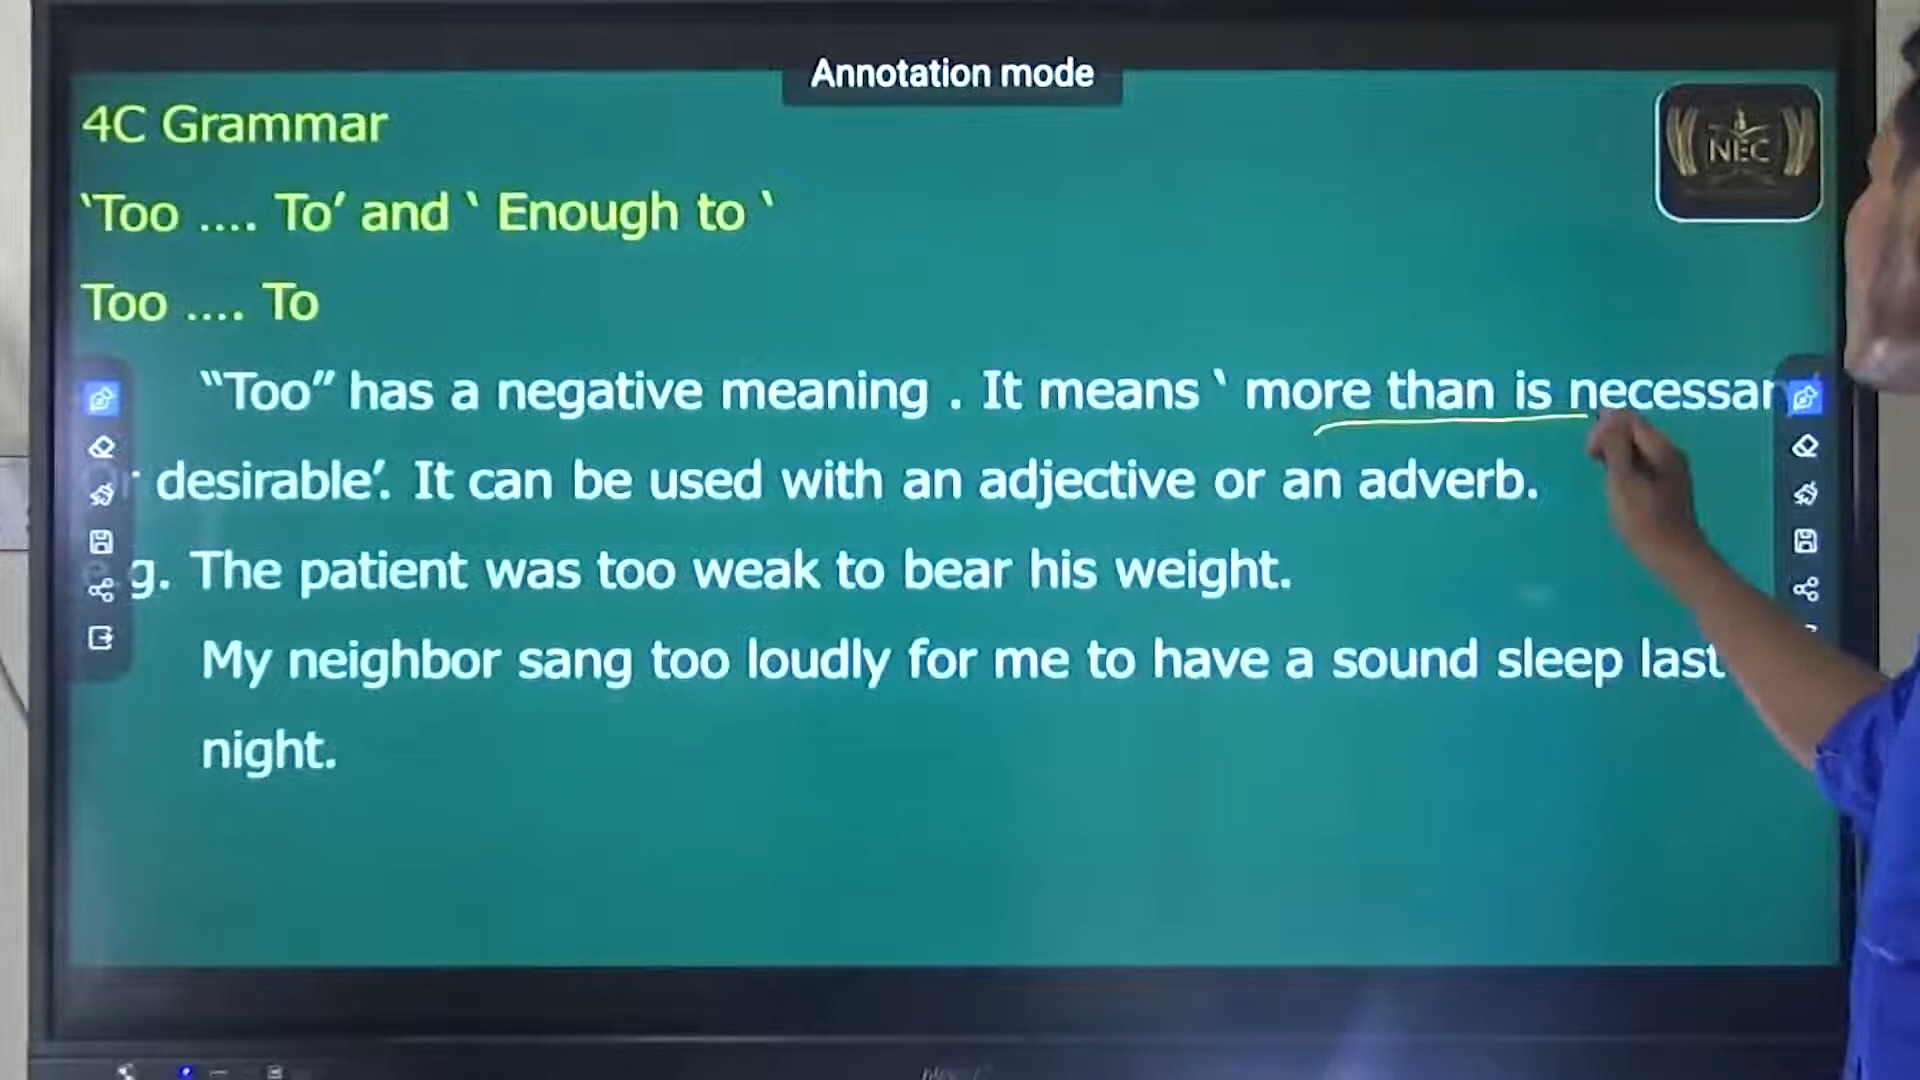 Annotation mode
4C Grammar
NEC
‘Too .... To’ and ‘ Enough to ‘
Too .... To
“Too” has a negative meaning . It means ‘ more than is necessar
desirable’. It can be used with an adjective or an adverb.
g. The patient was too weak to bear his weight.
My neighbor sang too loudly for me to have a sound sleep last
night.